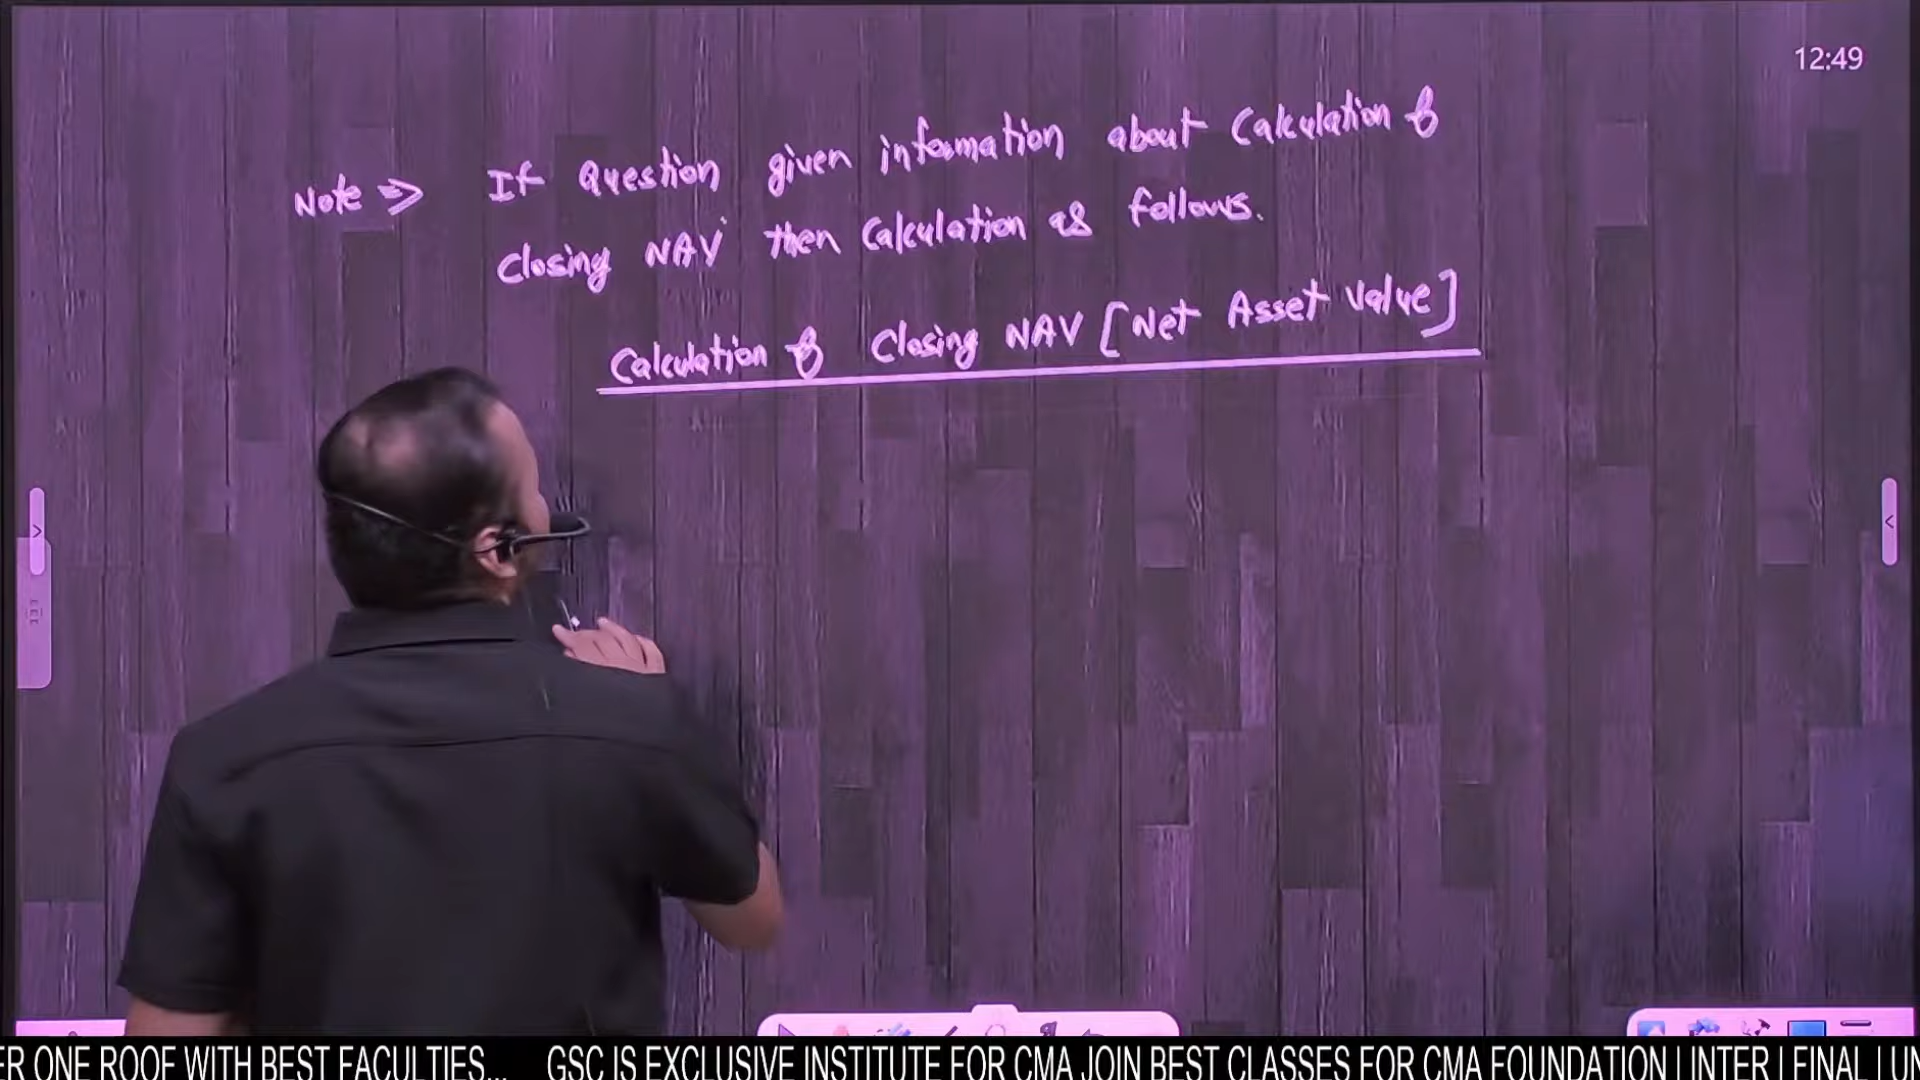 12:49
Note ⇒ If Question given information about Calculation of
Closing NAV then Calculation as follows.
Calculation of Closing NAV [Net Asset Value]
ER ONE ROOF WITH BEST FACULTIES... GSC IS EXCLUSIVE INSTITUTE FOR CMA JOIN BEST CLASSES FOR CMA FOUNDATION | INTER | FINAL | UN